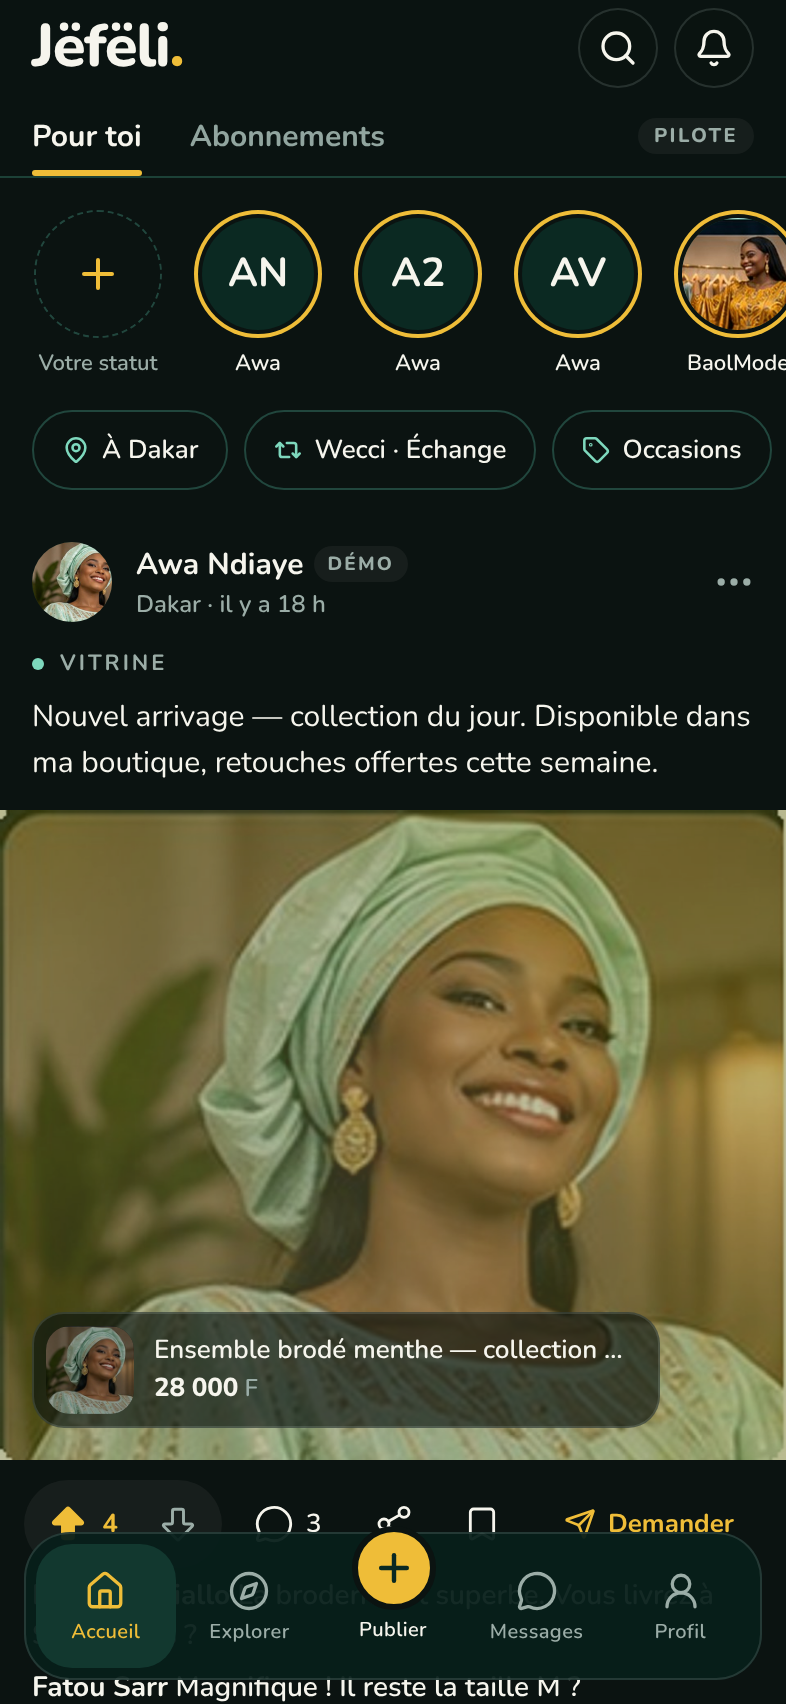 Jëfëli.
Pour toi
Abonnements
PILOTE
AN
A2
AV
Votre statut
Awa
Awa
Awa
BaolMode
À Dakar
Wecci · Échange
Occasions
Awa Ndiaye DÉMO
Dakar · il y a 18 h
VITRINE
Nouvel arrivage — collection du jour. Disponible dans
ma boutique, retouches offertes cette semaine.
Ensemble brodé menthe — collection ...
28 000 F
4
3
Demander
superbe. Vous livrez à
?
Accueil
Explorer
Publier
Messages
Profil
Fatou Sarr Magnifique ! Il reste la taille M ?